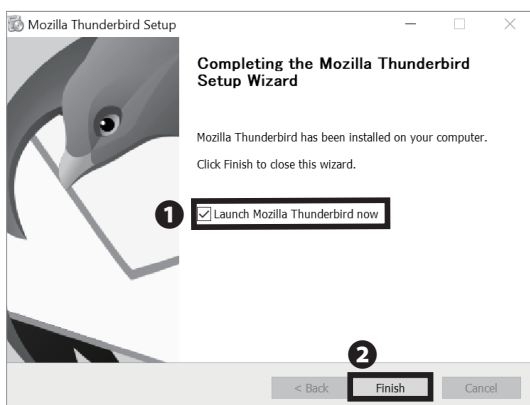 Mozilla Thunderbird Setup
Completing the Mozilla Thunderbird
Setup Wizard
Mozilla Thunderbird has been installed on your computer.
Click Finish to close this wizard.
1 Launch Mozilla Thunderbird now
2
< Back Finish Cancel